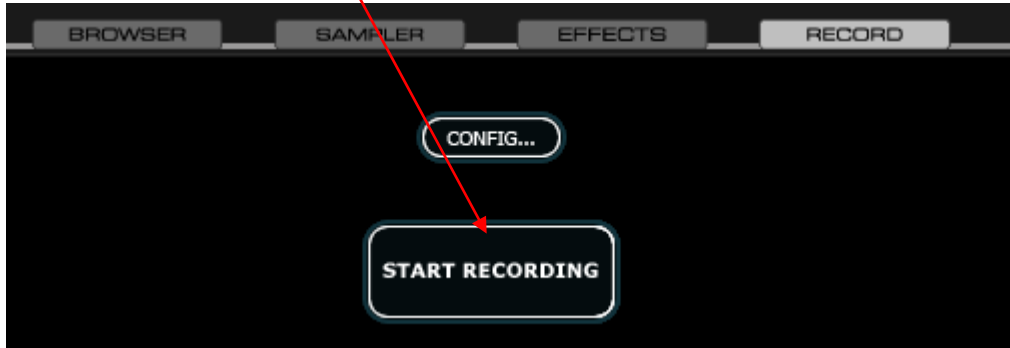 BROWSER SAMPLER EFFECTS RECORD
CONFIG...
START RECORDING